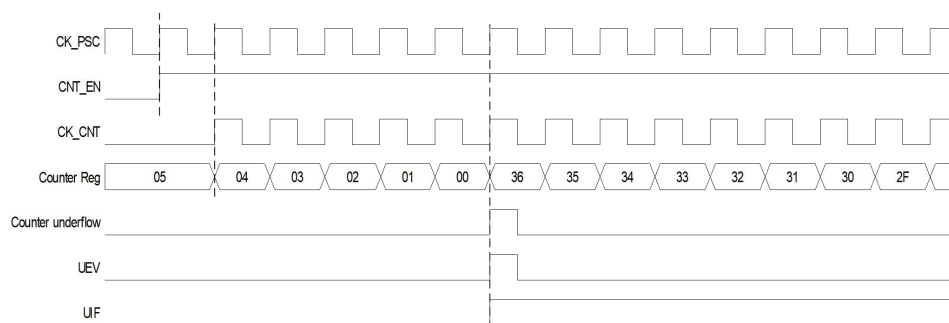 CK_PSC
CNT_EN
CK_CNT
Counter Reg 05 04 03 02 01 00 36 35 34 33 32 31 30 2F
Counter underflow
UEV
UIF